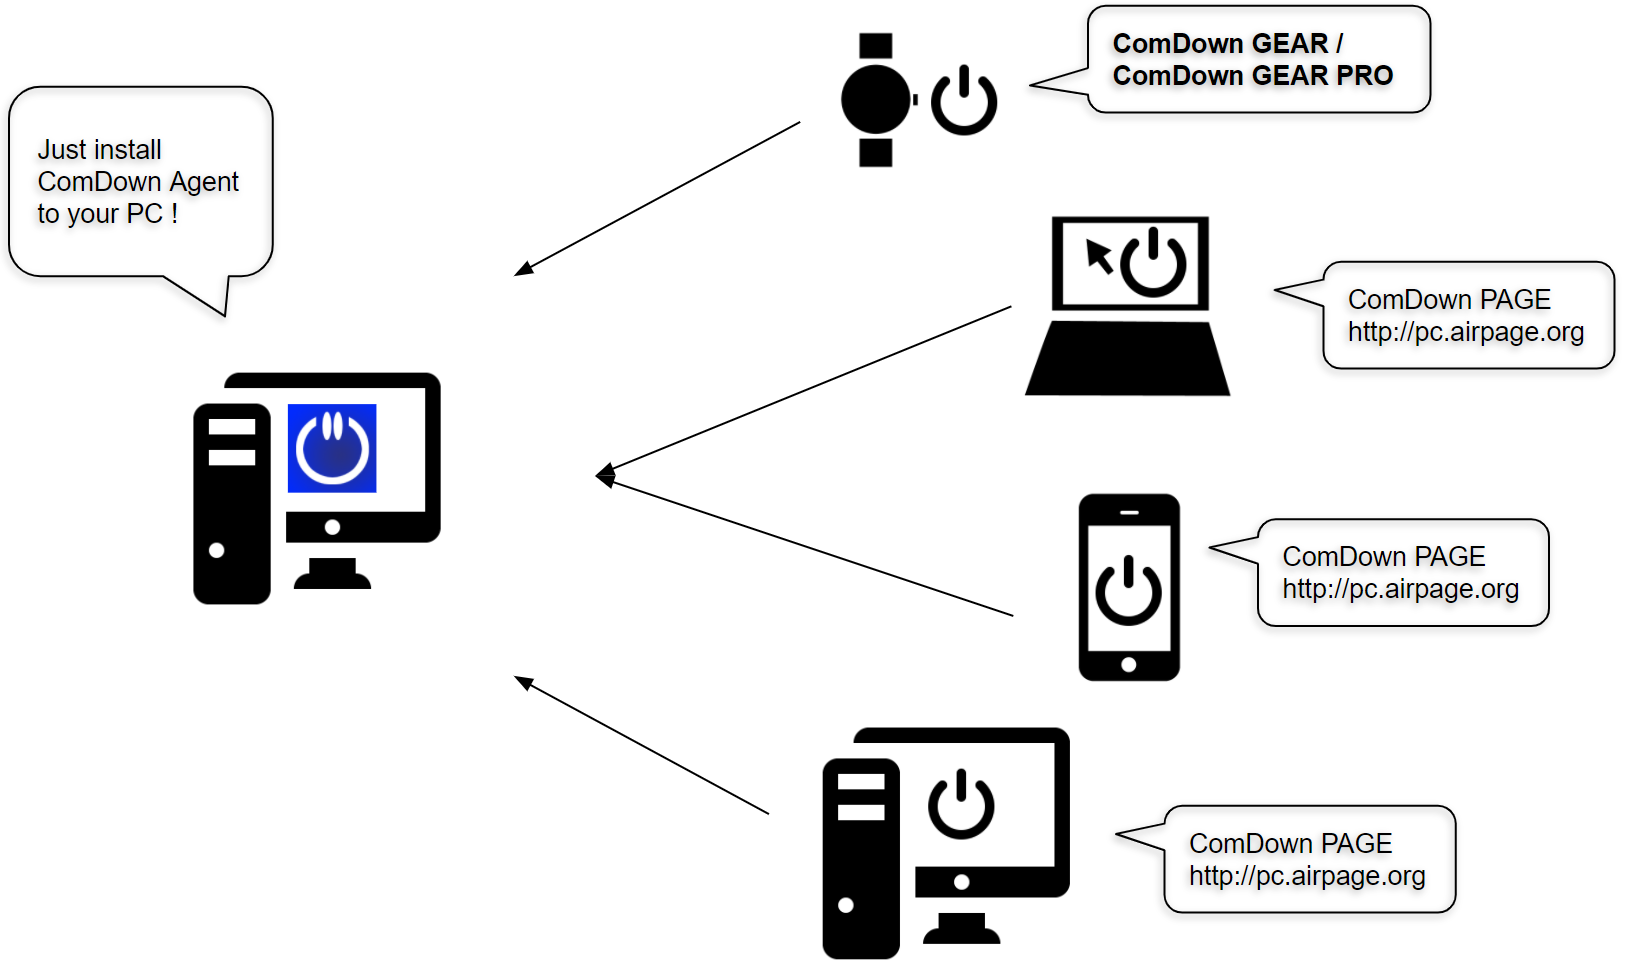 ComDown GEAR /
ComDown GEAR PRO
Just install
ComDown Agent
to your PC !
ComDown PAGE
http://pc.airpage.org
ComDown PAGE
http://pc.airpage.org
ComDown PAGE
http://pc.airpage.org